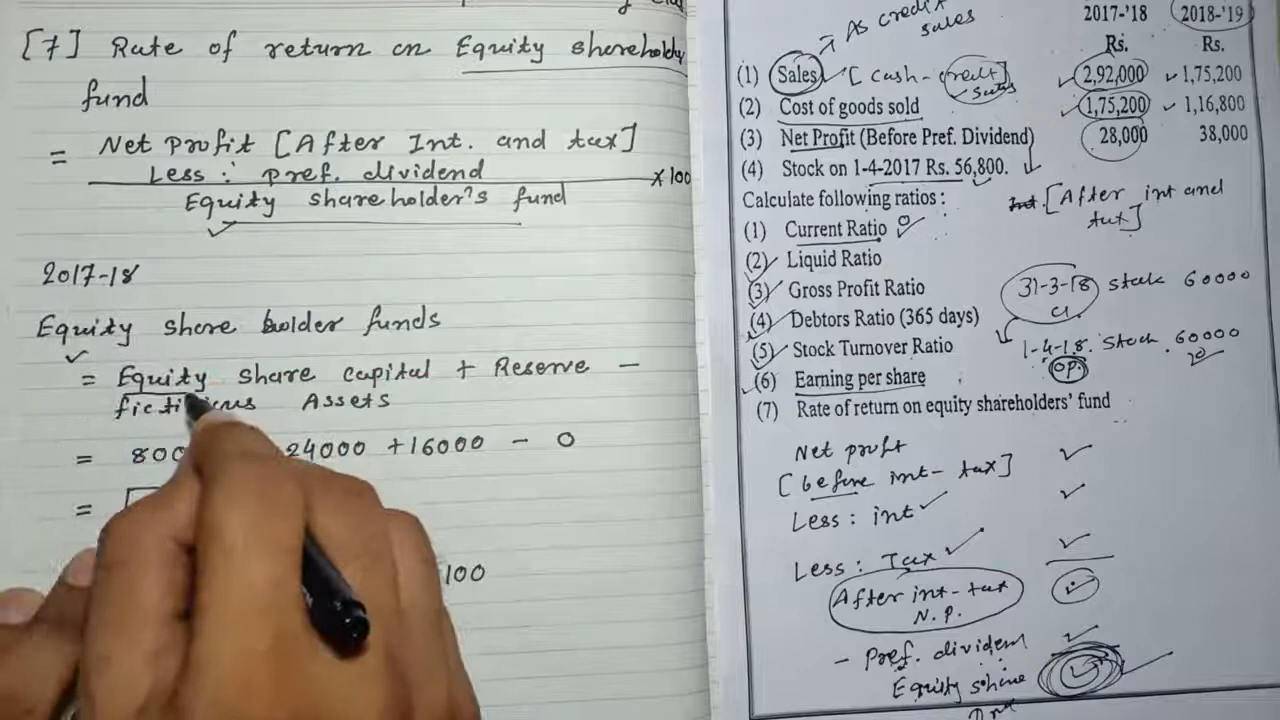 [7] Rate of return on Equity shareholder
fund
= Net Profit [After Int. and tax]
Less : Pref. dividend
Equity shareholder's fund
× 100
2017-18
Equity share holder funds
= Equity share capital + Reserve -
Assets
= 800 24000 + 16000 - 0
=
100
As credit
sales
2017-'18 2018-'19
Rs. Rs.
(1) Sales [cash - credit] 2,92,000 1,75,200
sales
(2) Cost of goods sold 1,75,200 1,16,800
(3) Net Profit (Before Pref. Dividend) 28,000 38,000
(4) Stock on 1-4-2017 Rs. 56,800.
Calculate following ratios :
Int. [After int and
tax]
(1) Current Ratio
(2) Liquid Ratio
(3) Gross Profit Ratio
31-3-18 stock 60000
cl.
(4) Debtors Ratio (365 days)
(5) Stock Turnover Ratio
1-4-18. stock 60000
op
(6) Earning per share
(7) Rate of return on equity shareholders' fund
Net profit
[before int - tax]
Less : int
Less : Tax
After int - tax
N.P.
- Pref. dividend
Equity share